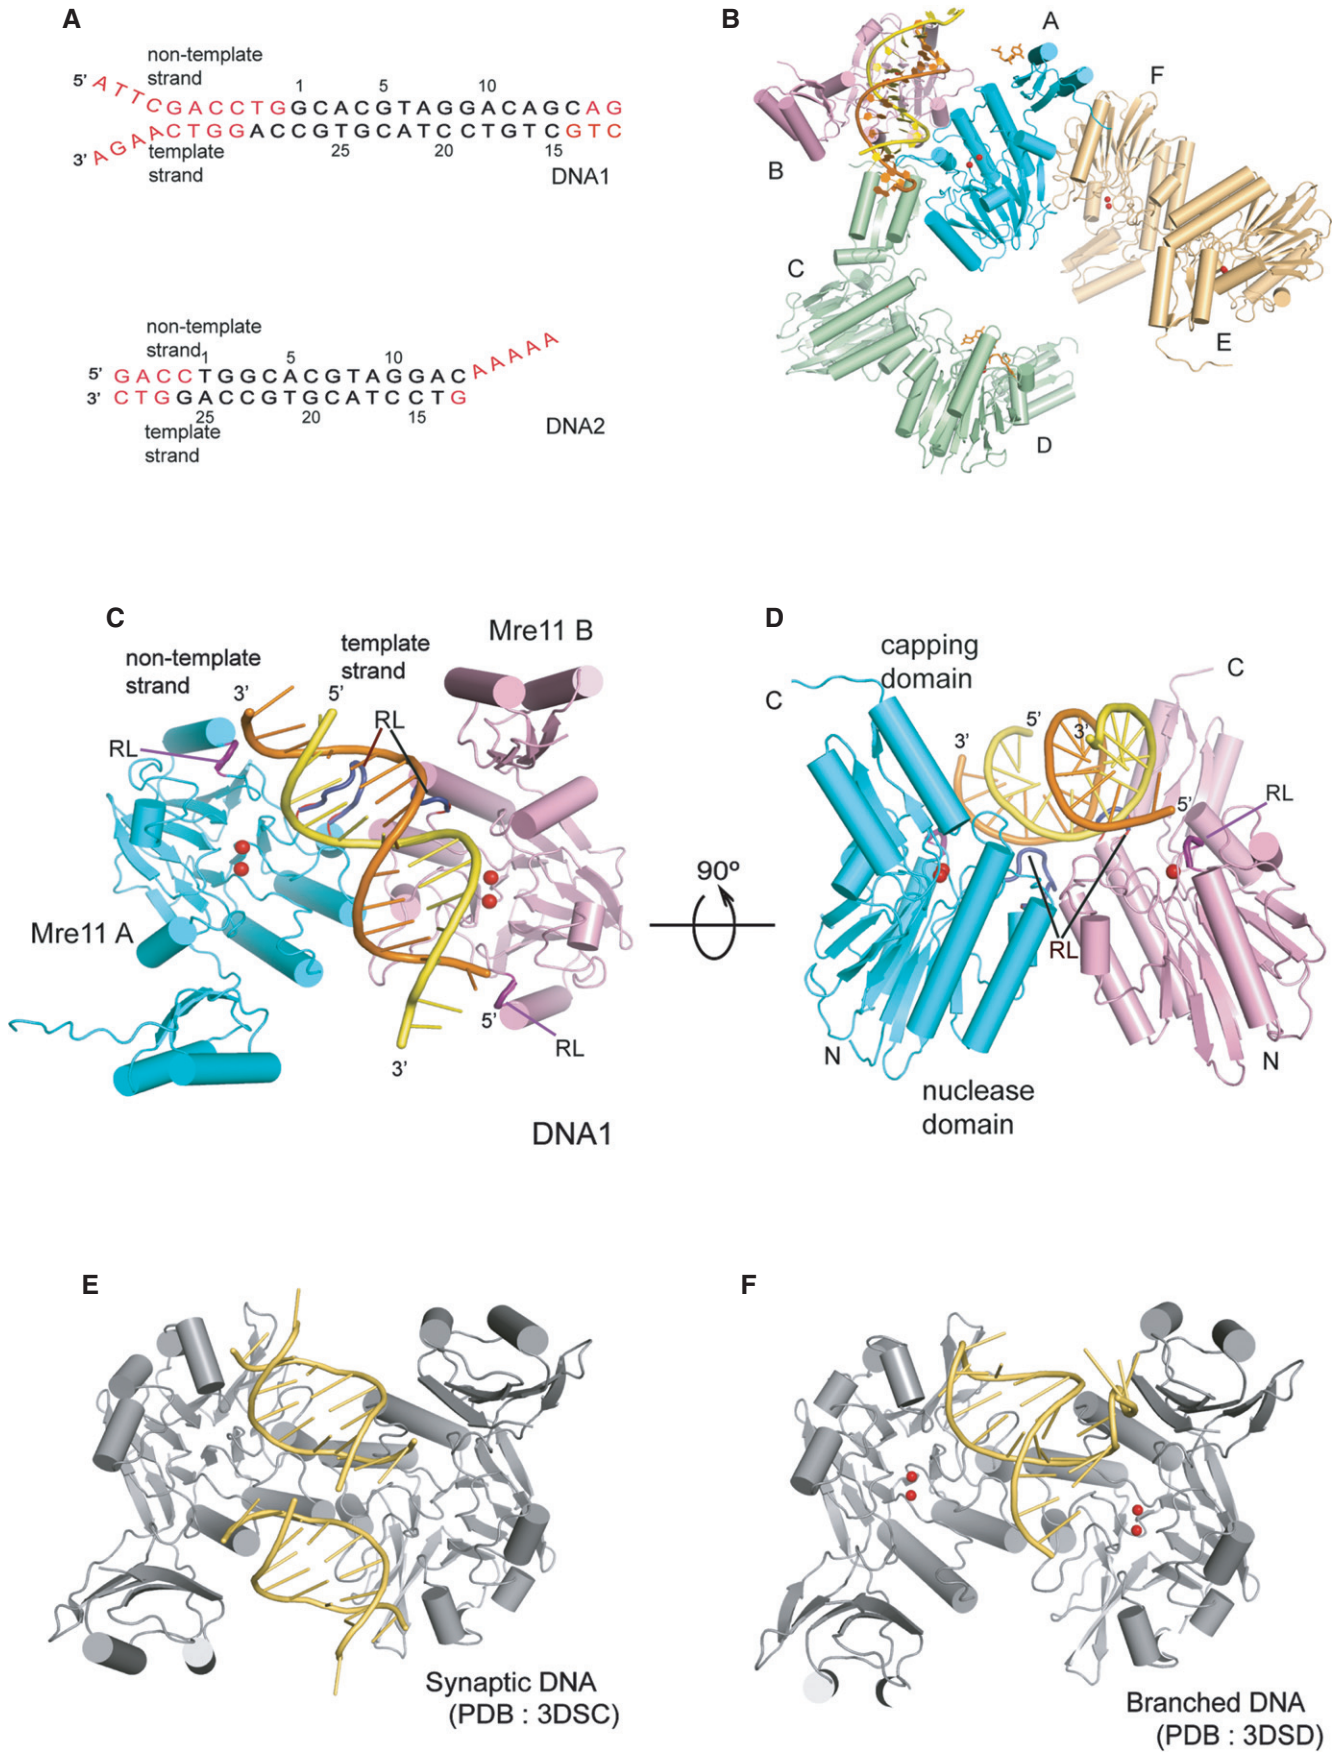 A
non-template
strand
5’ ATTCGACCTGGCACGTAGGACAGCAG
1 5 10
3’ AGAACTGGACCGTGCATCCTGTCGTC
template
strand
25 20 15
DNA1
non-template
strand
1 5 10
5’ GACCTGGCACGTAGGACAAAAA
3’ CTGGACCGTGCATCCTG
25 20 15
template
strand
DNA2
B
A
F
B
C
E
D
C
non-template
strand
template
strand
Mre11 B
3’
5’
RL
RL
Mre11 A
5’
RL
3’
DNA1
90º
D
capping
domain
C
C
5’
3’
3’
5’
RL
RL
N
N
nuclease
domain
E
Synaptic DNA
(PDB : 3DSC)
F
Branched DNA
(PDB : 3DSD)